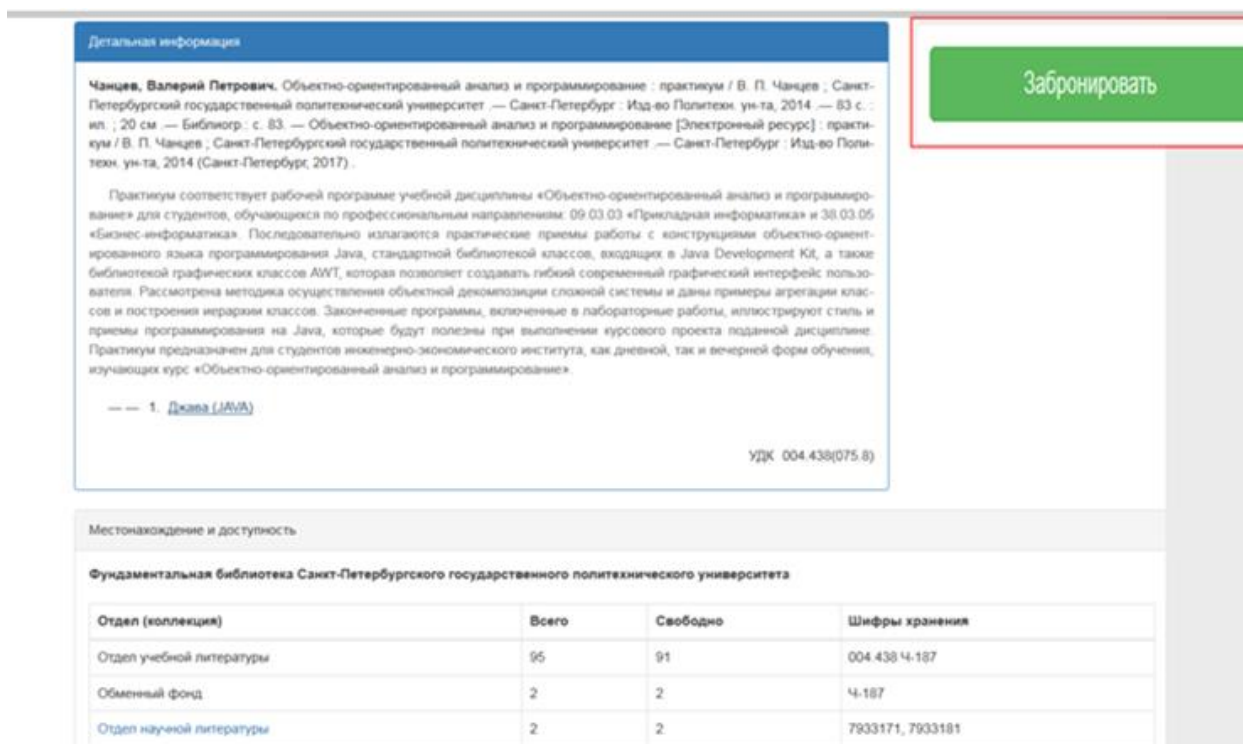 Детальная информация
Забронировать
Чанцев, Валерий Петрович. Объектно-ориентированный анализ и программирование : практикум / В. П. Чанцев ; Санкт-
Петербургский государственный политехнический университет .— Санкт-Петербург : Изд-во Политехн. ун-та, 2014 .— 83 с. :
ил. ; 20 см .— Библиогр.: с. 83. — Объектно-ориентированный анализ и программирование [Электронный ресурс] : практи-
кум / В. П. Чанцев ; Санкт-Петербургский государственный политехнический университет .— Санкт-Петербург : Изд-во Поли-
техн. ун-та, 2014 (Санкт-Петербург, 2017) .
Практикум соответствует рабочей программе учебной дисциплины «Объектно-ориентированный анализ и программиро-
вание» для студентов, обучающихся по профессиональным направлениям: 09.03.03 «Прикладная информатика» и 38.03.05
«Бизнес-информатика». Последовательно излагаются практические приемы работы с конструкциями объектно-ориент-
ированного языка программирования Java, стандартной библиотекой классов, входящих в Java Development Kit, а также
библиотекой графических классов AWT, которая позволяет создавать гибкий современный графический интерфейс пользо-
вателя. Рассмотрена методика осуществления объектной декомпозиции сложной системы и даны примеры агрегации клас-
сов и построения иерархии классов. Законченные программы, включенные в лабораторные работы, иллюстрируют стиль и
приемы программирования на Java, которые будут полезны при выполнении курсового проекта поданной дисциплине.
Практикум предназначен для студентов инженерно-экономического института, как дневной, так и вечерней форм обучения,
изучающих курс «Объектно-ориентированный анализ и программирование».
— — 1. Джава (JAVA)
УДК 004.438(075.8)
Местонахождение и доступность
Фундаментальная библиотека Санкт-Петербургского государственного политехнического университета
Отдел (коллекция) Всего Свободно Шифры хранения
Отдел учебной литературы 95 91 004.438 Ч-187
Обменный фонд 2 2 Ч-187
Отдел научной литературы 2 2 7933171, 7933181